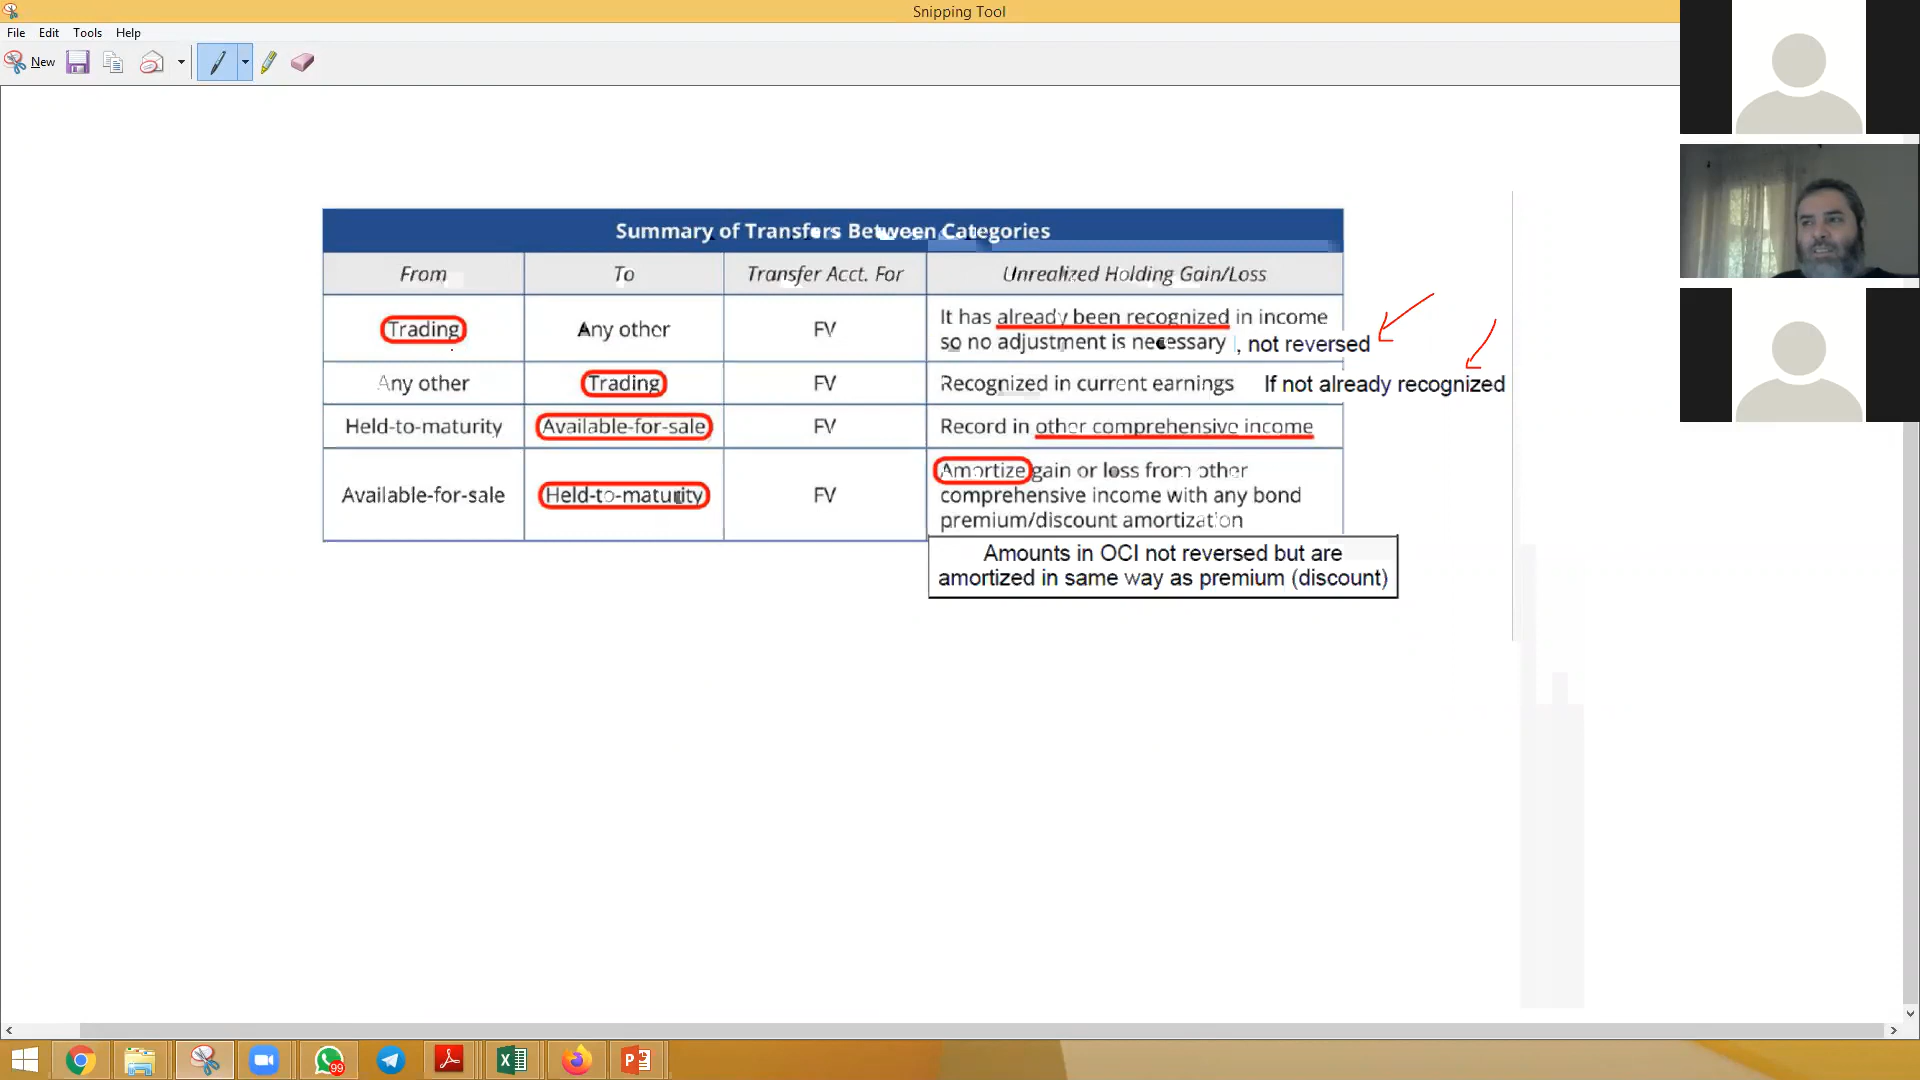 Snipping Tool
File Edit Tools Help
New
Summary of Transfers Between Categories
From To Transfer Acct. For Unrealized Holding Gain/Loss
Trading Any other FV It has already been recognized in income
so no adjustment is necessary , not reversed
Any other Trading FV Recognized in current earnings If not already recognized
Held-to-maturity Available-for-sale FV Record in other comprehensive income
Available-for-sale Held-to-maturity FV Amortize gain or loss from other
comprehensive income with any bond
premium/discount amortization
Amounts in OCI not reversed but are
amortized in same way as premium (discount)
99